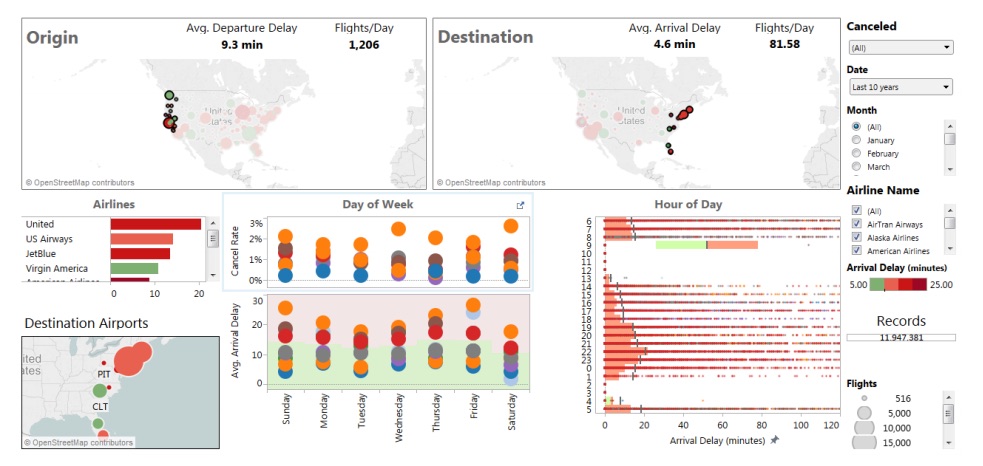 Origin
Avg. Departure Delay
Flights/Day
9.3 min
1,206
United States
© OpenStreetMap contributors
Destination
Avg. Arrival Delay
Flights/Day
4.6 min
81.58
United States
© OpenStreetMap contributors
Canceled
(All)
Date
Last 10 years
Month
(All)
January
February
March
Airline Name
(All)
AirTran Airways
Alaska Airlines
American Airlines
Arrival Delay (minutes)
5.00
25.00
Records
11 947.381
Flights
516
5,000
10,000
15,000
Airlines
United
US Airways
JetBlue
Virgin America
American Airlines
0
10
20
Destination Airports
ited
ates
PIT
CLT
© OpenStreetMap contributors
Day of Week
Cancel Rate
3%
2%
1%
0%
Avg. Arrival Delay
30
20
10
0
Sunday
Monday
Tuesday
Wednesday
Thursday
Friday
Saturday
Hour of Day
6
7
8
9
10
11
12
13
14
15
16
17
18
19
20
21
22
23
0
1
2
3
4
5
0
20
40
60
80
100
120
Arrival Delay (minutes)